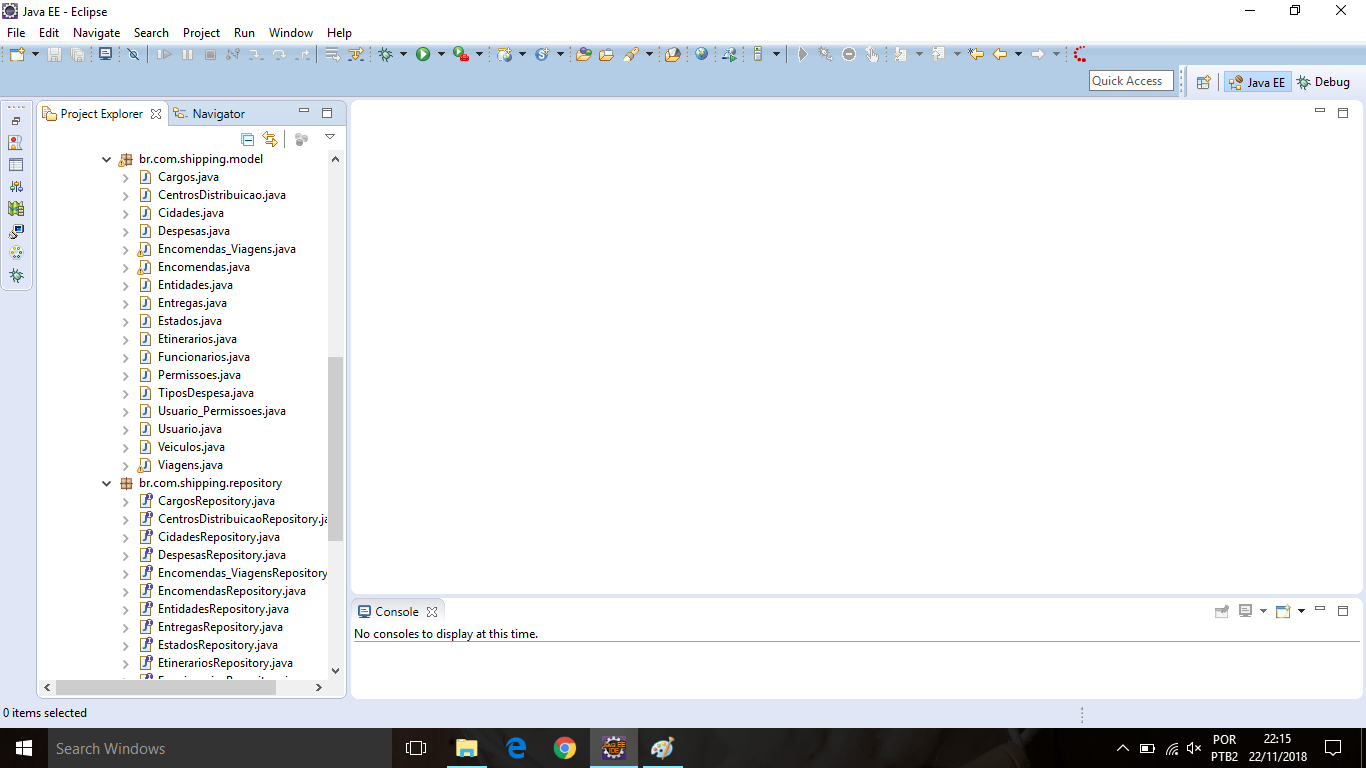 Java EE - Eclipse
File Edit Navigate Search Project Run Window Help
Quick Access
Java EE
Debug
Project Explorer
Navigator
br.com.shipping.model
Cargos.java
CentrosDistribuicao.java
Cidades.java
Despesas.java
Encomendas_Viagens.java
Encomendas.java
Entidades.java
Entregas.java
Estados.java
Etinerarios.java
Funcionarios.java
Permissoes.java
TiposDespesa.java
Usuario_Permissoes.java
Usuario.java
Veiculos.java
Viagens.java
br.com.shipping.repository
CargosRepository.java
CentrosDistribuicaoRepository.ja
CidadesRepository.java
DespesasRepository.java
Encomendas_ViagensRepository
EncomendasRepository.java
EntidadesRepository.java
EntregasRepository.java
EstadosRepository.java
EtinerariosRepository.java
Console
No consoles to display at this time.
0 items selected
Search Windows
POR
PTB2
22:15
22/11/2018